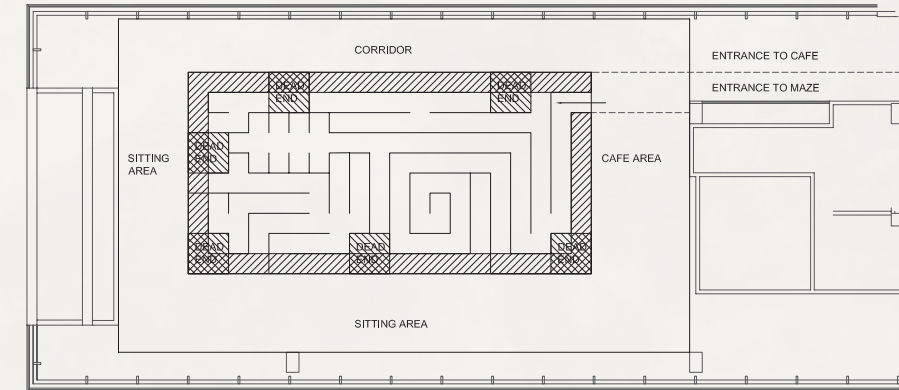 CORRIDOR
ENTRANCE TO CAFE
ENTRANCE TO MAZE
DEAD
END
DEAD
END
DEAD
END
SITTING
AREA
CAFE AREA
DEAD
END
DEAD
END
DEAD
END
SITTING AREA